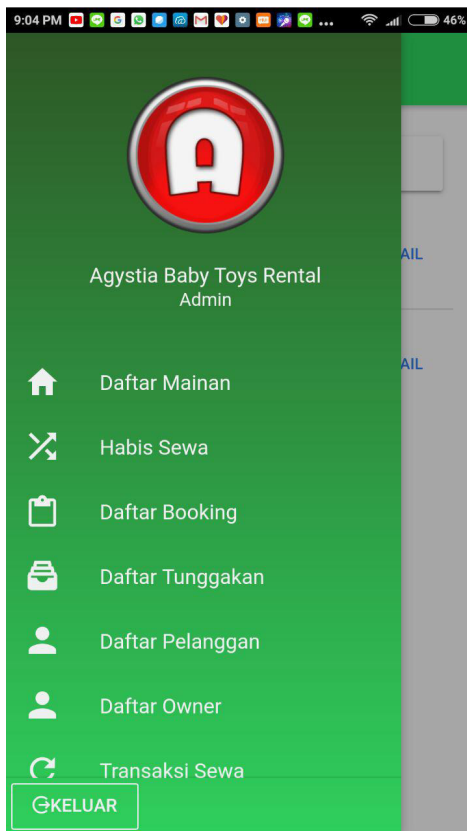 9:04 PM ... 46%
A
Agystia Baby Toys Rental
Admin
AIL
AIL
Daftar Mainan
Habis Sewa
Daftar Booking
Daftar Tunggakan
Daftar Pelanggan
Daftar Owner
Transaksi Sewa
KELUAR